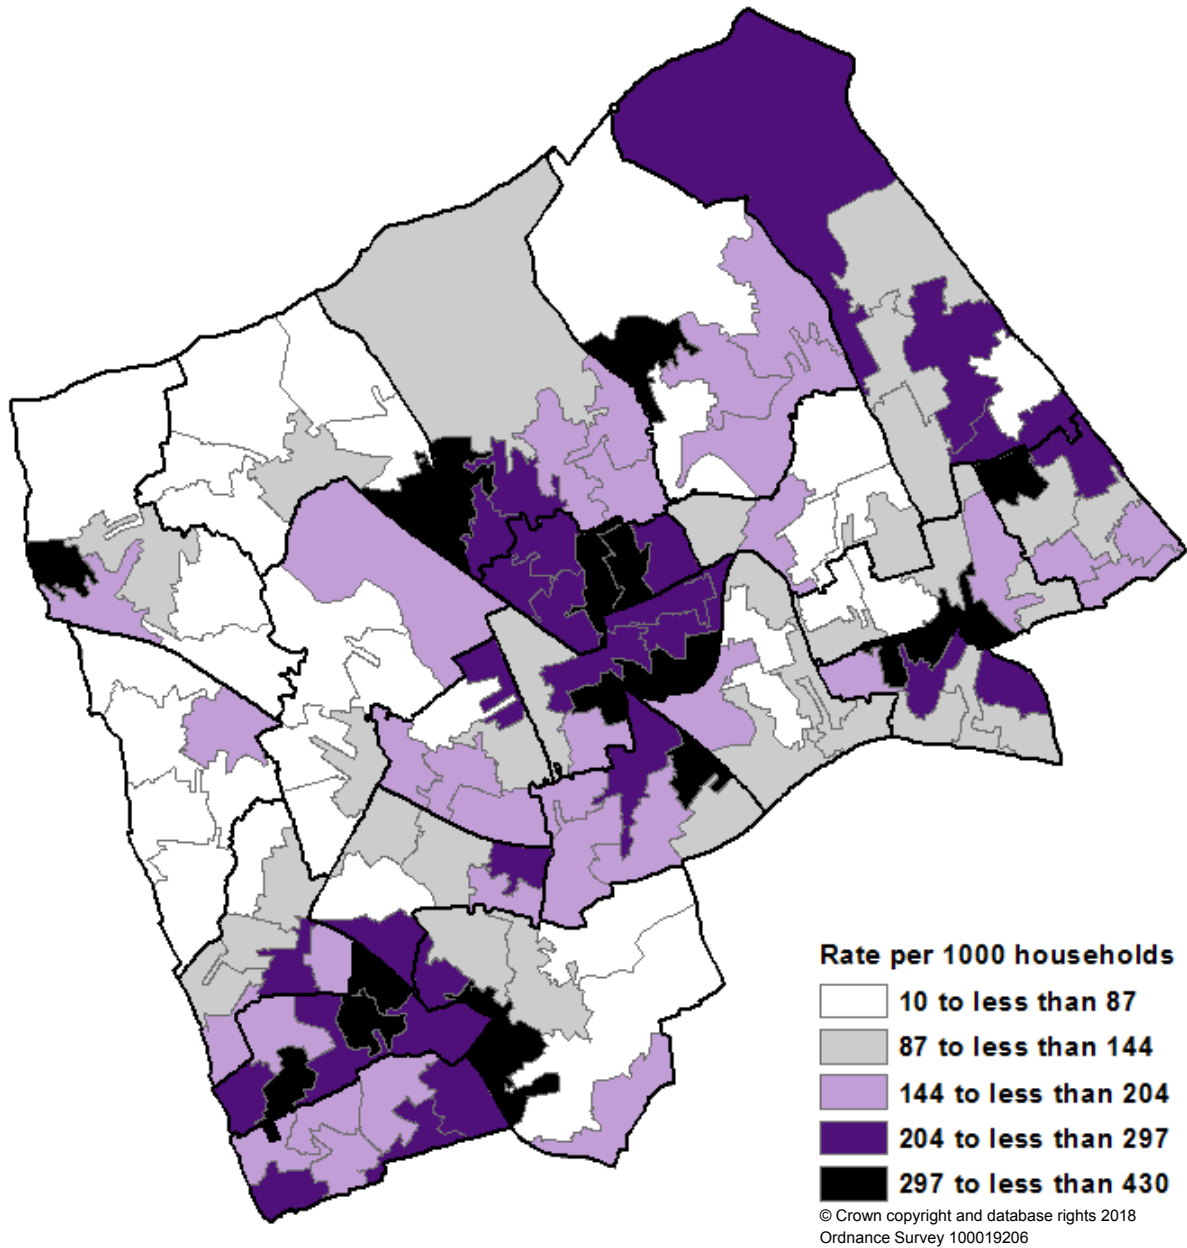 Rate per 1000 households
10 to less than 87
87 to less than 144
144 to less than 204
204 to less than 297
297 to less than 430
© Crown copyright and database rights 2018
Ordnance Survey 100019206